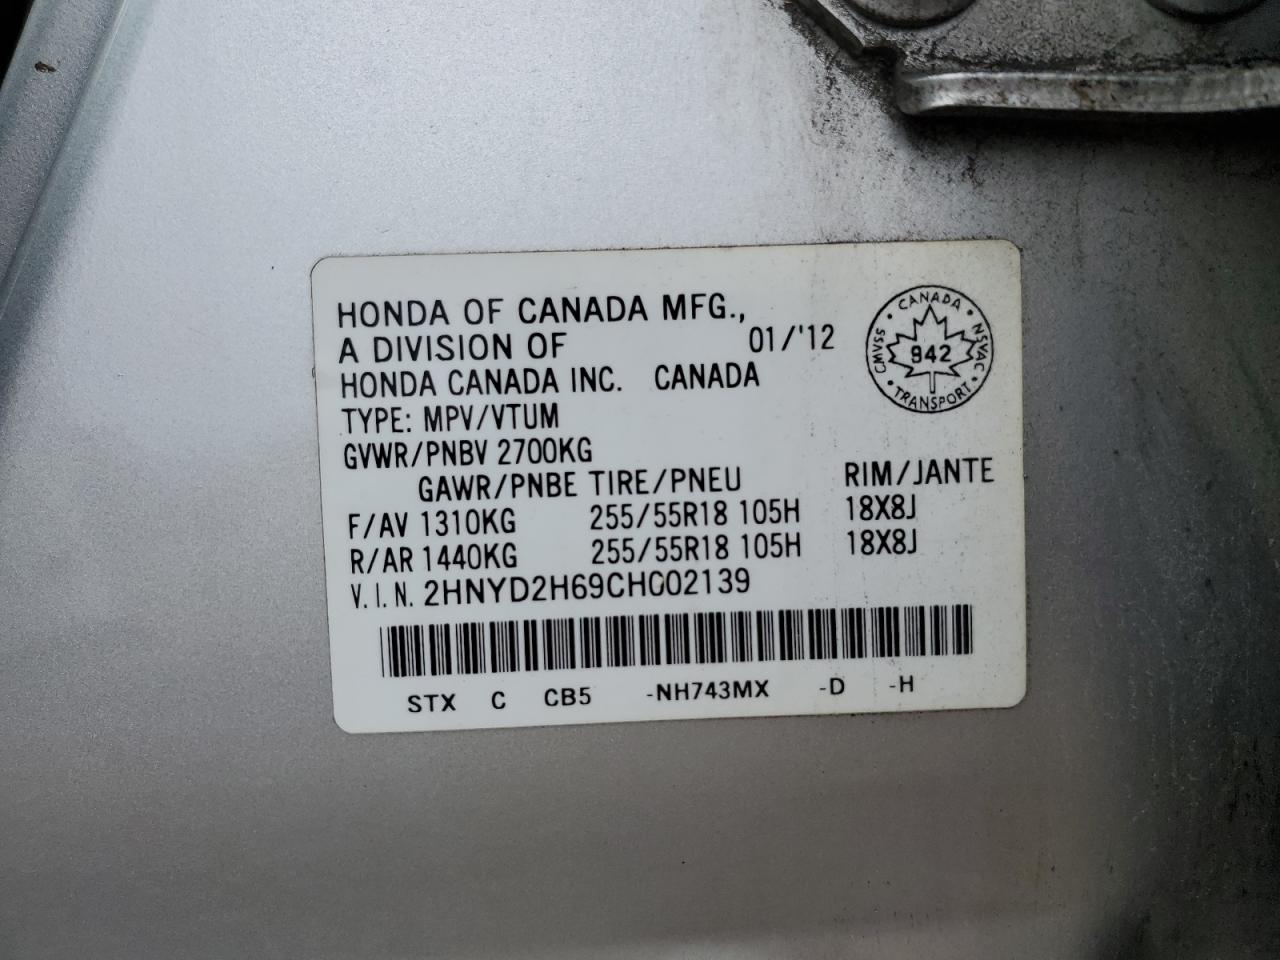 HONDA OF CANADA MFG.,
A DIVISION OF 01/'12
HONDA CANADA INC. CANADA
TYPE: MPV/VTUM
GVWR/PNBV 2700KG
GAWR/PNBE TIRE/PNEU RIM/JANTE
F/AV 1310KG 255/55R18 105H 18X8J
R/AR 1440KG 255/55R18 105H 18X8J
V.I.N. 2HNYD2H69CH002139
STX C CB5 -NH743MX -D -H
CANADA
CMVSS 942 NSVAC
TRANSPORT